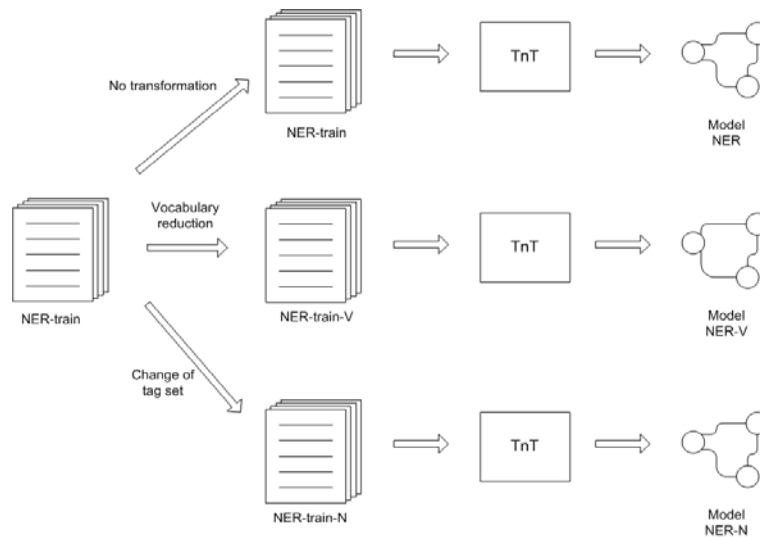 No transformation
NER-train
TnT
Model
NER
NER-train
Vocabulary
reduction
NER-train-V
TnT
Model
NER-V
Change of
tag set
NER-train-N
TnT
Model
NER-N